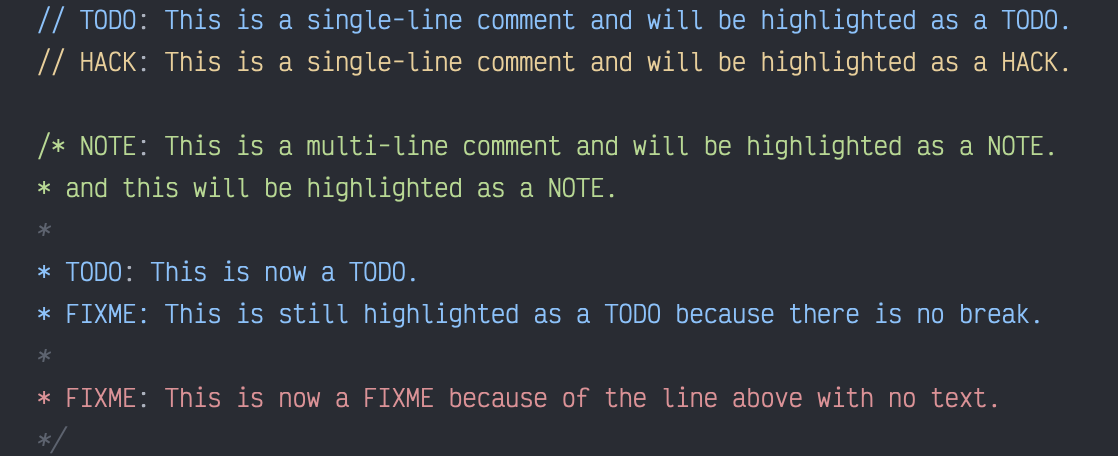 // TODO: This is a single-line comment and will be highlighted as a TODO.
// HACK: This is a single-line comment and will be highlighted as a HACK.
/* NOTE: This is a multi-line comment and will be highlighted as a NOTE.
* and this will be highlighted as a NOTE.
*
* TODO: This is now a TODO.
* FIXME: This is still highlighted as a TODO because there is no break.
*
* FIXME: This is now a FIXME because of the line above with no text.
*/